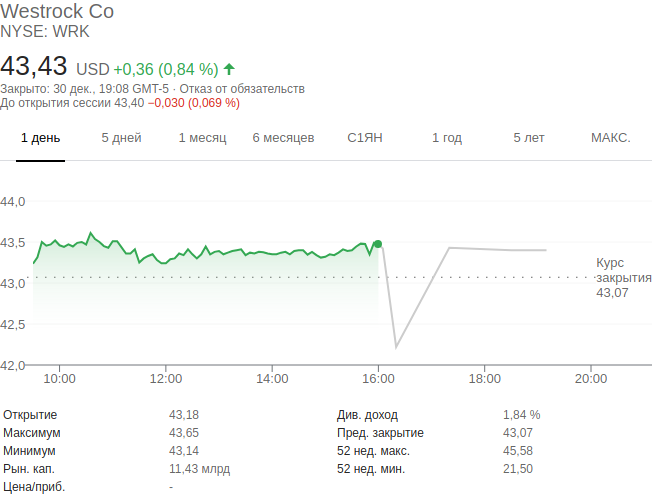 Westrock Co
NYSE: WRK
43,43 USD +0,36 (0,84 %)
Закрыто: 30 дек., 19:08 GMT-5 · Отказ от обязательств
До открытия сессии 43,40 −0,030 (0,069 %)
1 день 5 дней 1 месяц 6 месяцев С1ЯН 1 год 5 лет МАКС.
44,0
43,5
43,0
42,5
42,0
Курс
закрытия
43,07
10:00 12:00 14:00 16:00 18:00 20:00
Открытие 43,18 Див. доход 1,84 %
Максимум 43,65 Пред. закрытие 43,07
Минимум 43,14 52 нед. макс. 45,58
Рын. кап. 11,43 млрд 52 нед. мин. 21,50
Цена/приб. -